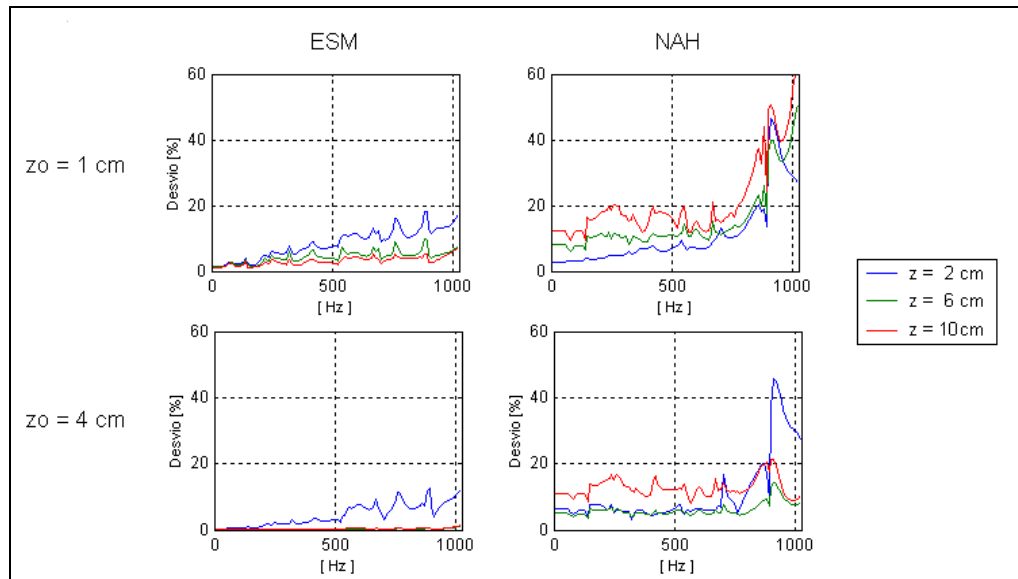 ESM NAH
zo = 1 cm
60
40
20
0
Desvio [%]
0 500 1000
[ Hz ]
60
40
20
0
Desvio [%]
0 500 1000
[ Hz ]
z = 2 cm
z = 6 cm
z = 10cm
zo = 4 cm
60
40
20
0
Desvio [%]
0 500 1000
[ Hz ]
60
40
20
0
Desvio [%]
0 500 1000
[ Hz ]